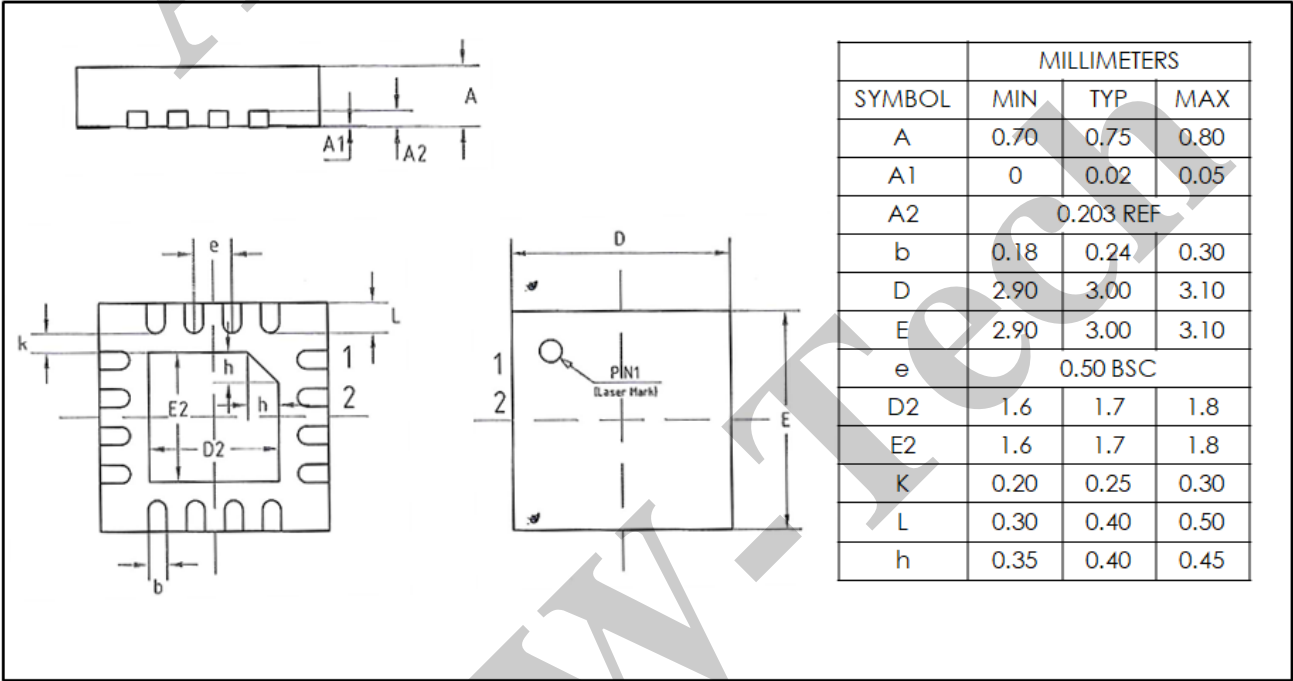 A
A1
A2
e
L
k
1
h
E2
h
2
D2
b
D
1
PIN1
(Laser Mark)
2
E
MILLIMETERS
SYMBOL MIN TYP MAX
A 0.70 0.75 0.80
A1 0 0.02 0.05
A2 0.203 REF
b 0.18 0.24 0.30
D 2.90 3.00 3.10
E 2.90 3.00 3.10
e 0.50 BSC
D2 1.6 1.7 1.8
E2 1.6 1.7 1.8
K 0.20 0.25 0.30
L 0.30 0.40 0.50
h 0.35 0.40 0.45
W-Tech